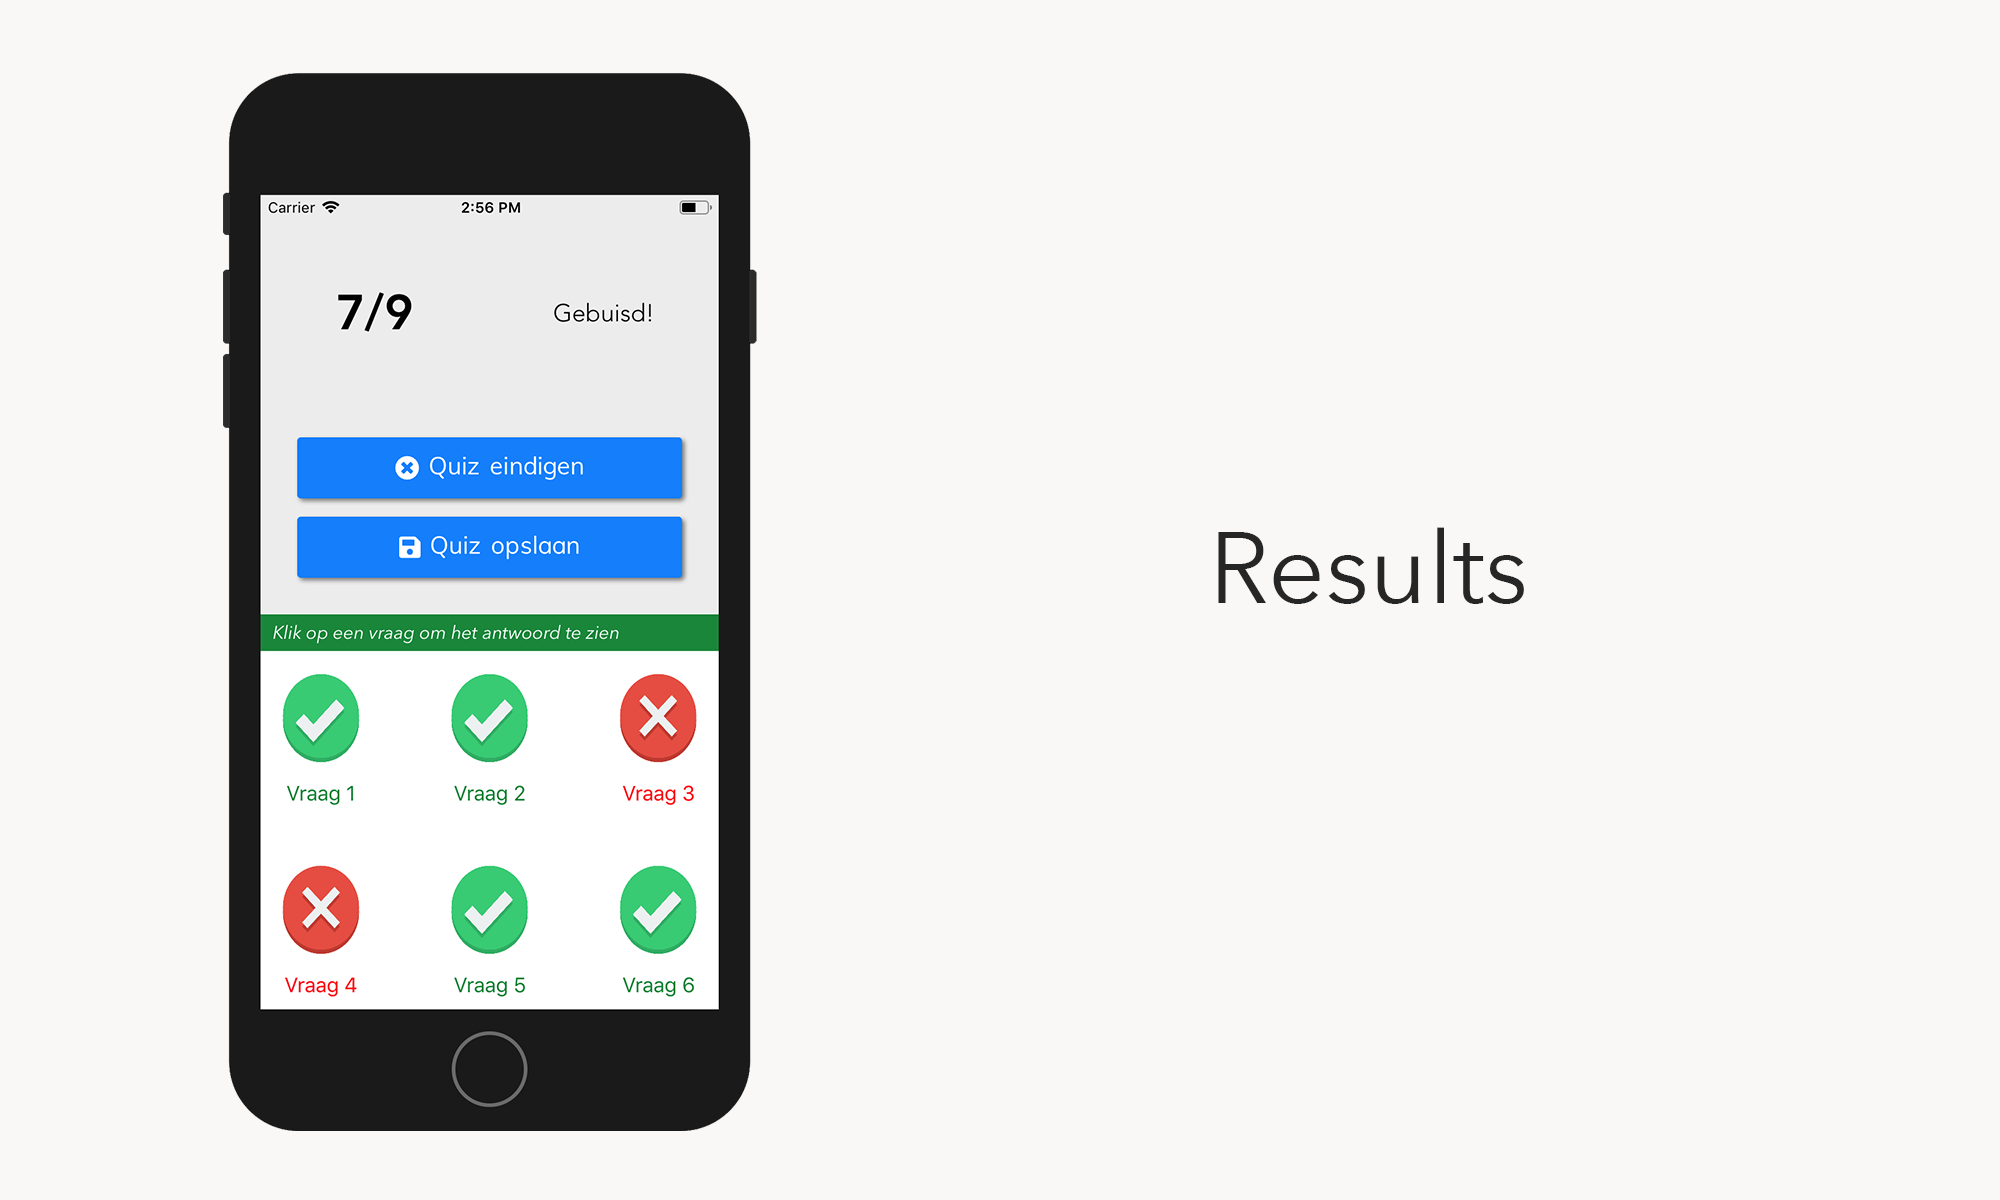 Carrier 2:56 PM
7/9 Gebuisd!
Quiz eindigen
Quiz opslaan
Klik op een vraag om het antwoord te zien
Vraag 1 Vraag 2 Vraag 3
Vraag 4 Vraag 5 Vraag 6
Results